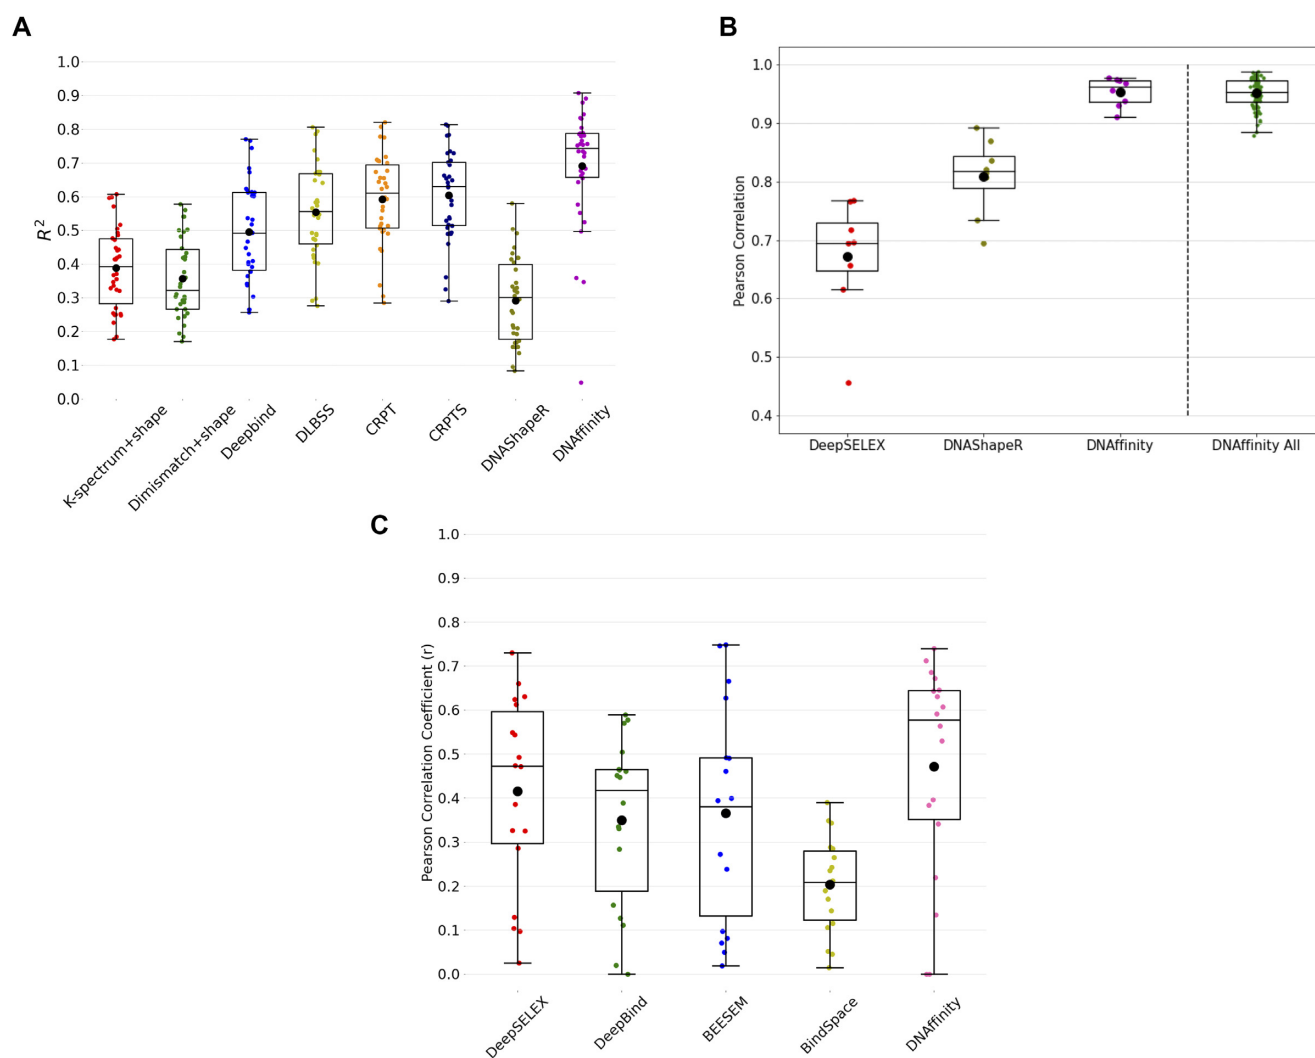 A
1.0
0.9
0.8
0.7
0.6
0.5
0.4
0.3
0.2
0.1
0.0
R²
K-spectrum+shape
Dimismatch+shape
Deepbind
DLBSS
CRPT
CRPTS
DNAShapeR
DNAffinity
B
1.0
0.9
0.8
0.7
0.6
0.5
0.4
Pearson Correlation
DeepSELEX
DNAShapeR
DNAffinity
DNAffinity All
C
1.0
0.9
0.8
0.7
0.6
0.5
0.4
0.3
0.2
0.1
0.0
Pearson Correlation Coefficient (r)
DeepSELEX
DeepBind
BEESEM
BindSpace
DNAffinity